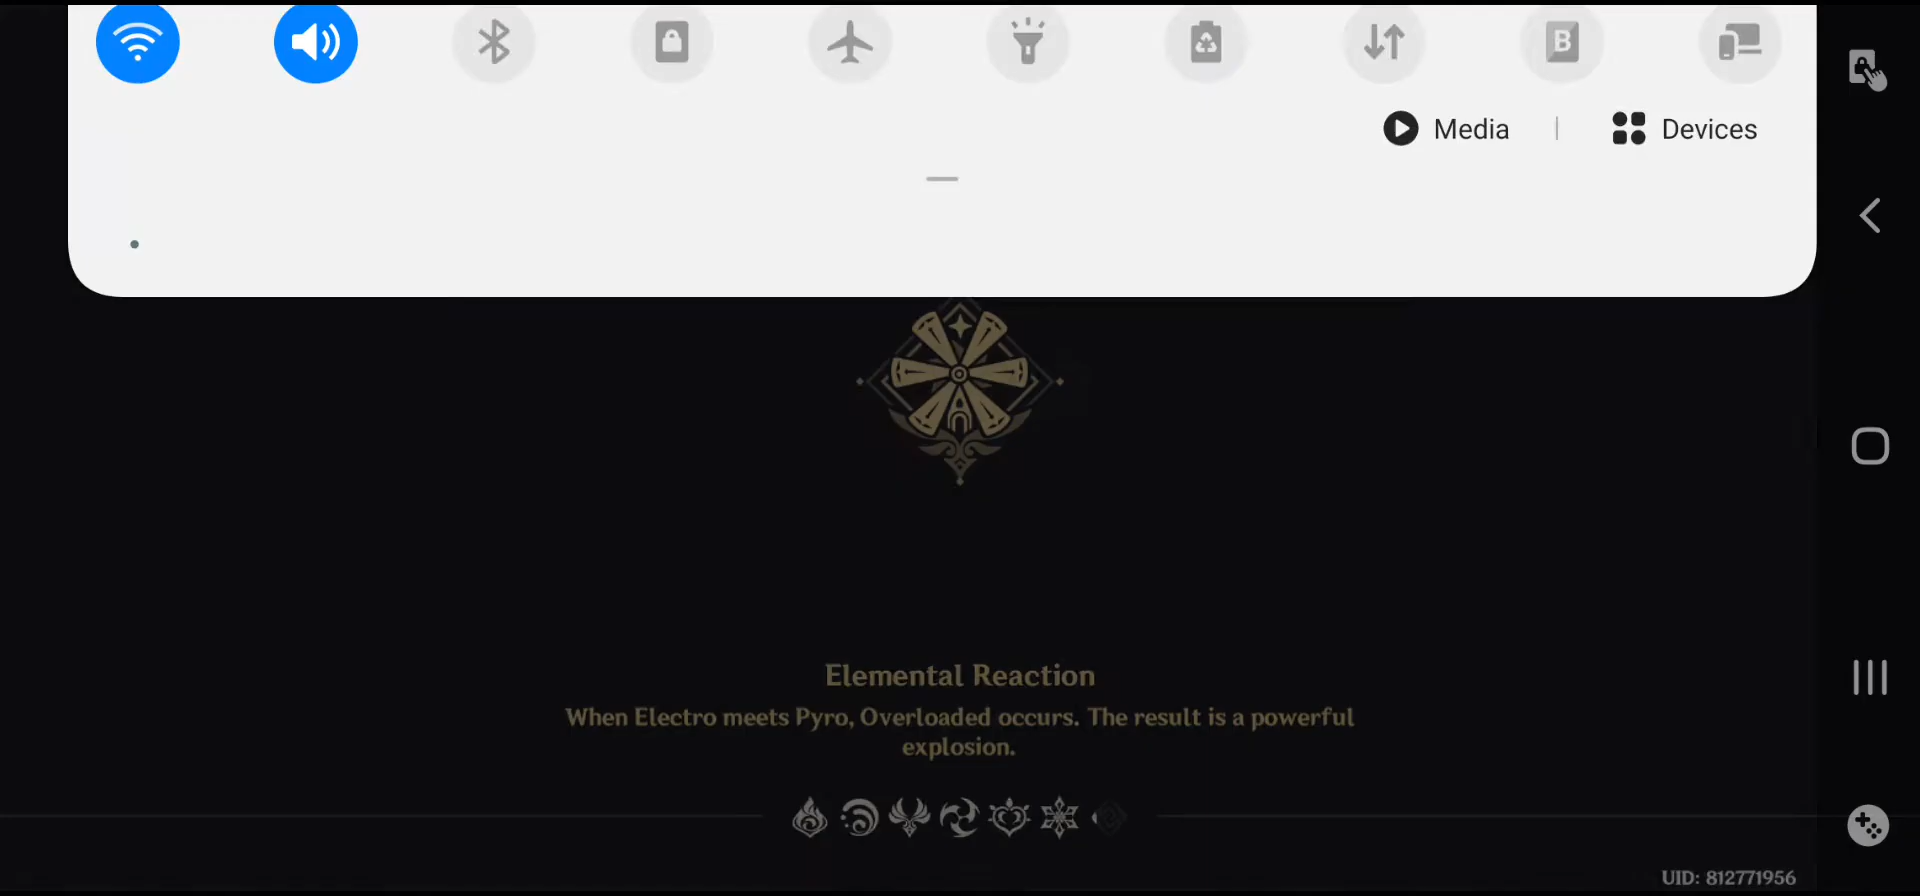 B
Media
Devices
Elemental Reaction
When Electro meets Pyro, Overloaded occurs. The result is a powerful
explosion.
UID: 812771956